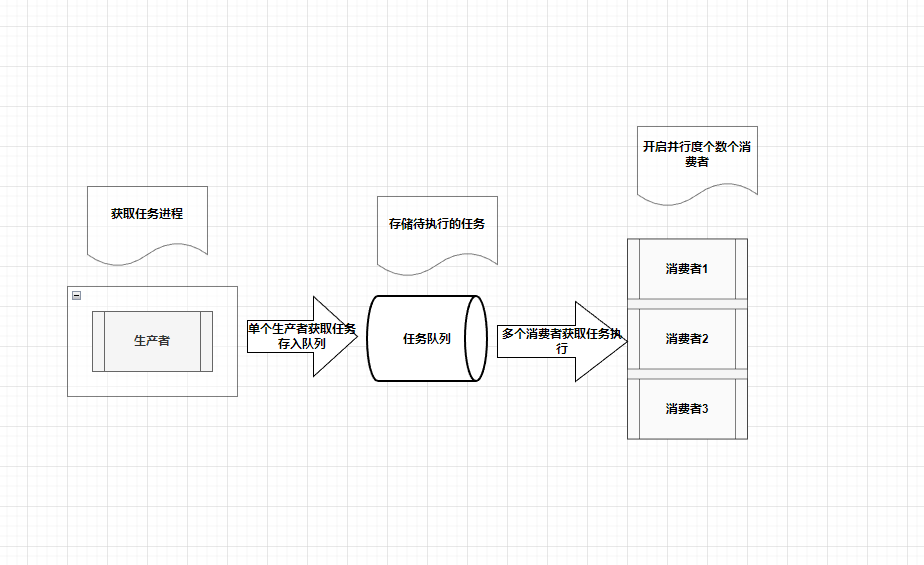 获取任务进程
生产者
单个生产者获取任务
存入队列
存储待执行的任务
任务队列
多个消费者获取任务执
行
开启并行度个数个消
费者
消费者1
消费者2
消费者3